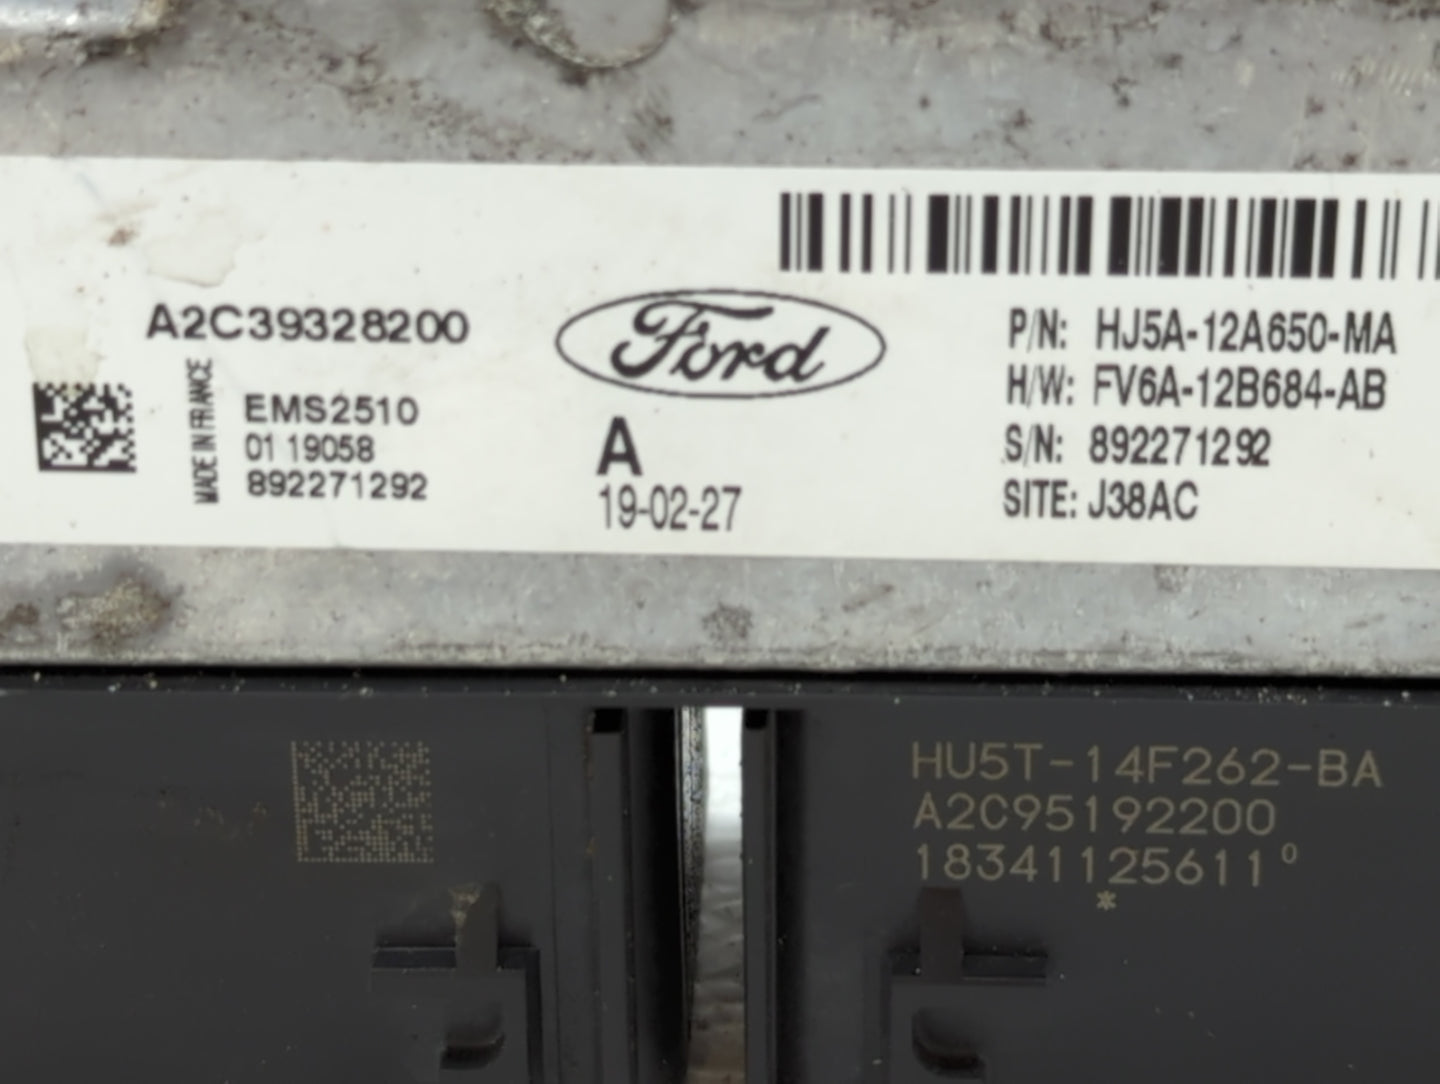 A2C39328200
MADE IN FRANCE
EMS2510
01 19058
892271292
Ford
A
19-02-27
P/N: HJ5A-12A650-MA
H/W: FV6A-12B684-AB
S/N: 892271292
SITE: J38AC
HU5T-14F262-BA
A2C95192200
18341125611⁰
*